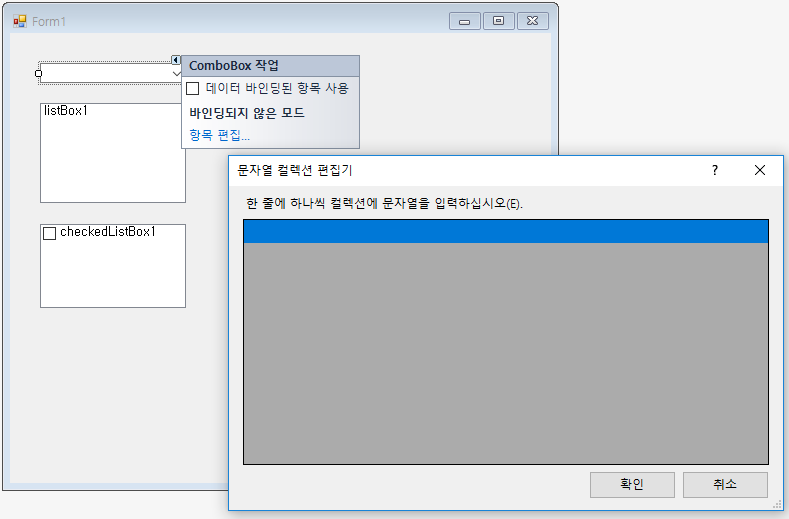 Form1
ComboBox 작업
데이터 바인딩된 항목 사용
바인딩되지 않은 모드
항목 편집...
listBox1
checkedListBox1
문자열 컬렉션 편집기
?
한 줄에 하나씩 컬렉션에 문자열을 입력하십시오(E).
확인
취소